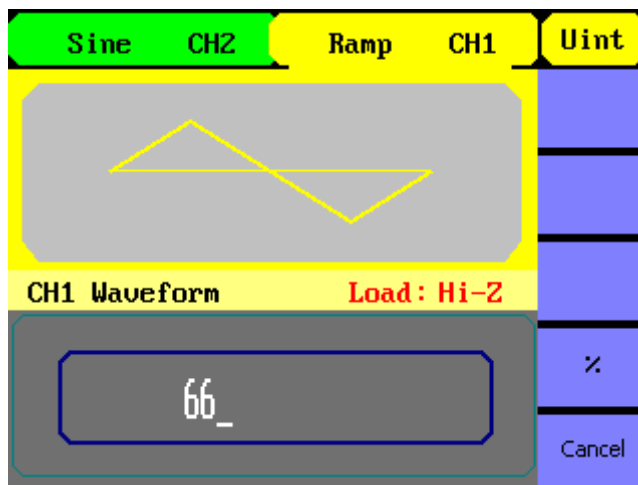 Sine CH2 Ramp CH1 Uint
CH1 Waveform Load: Hi-Z
66_
%
Cancel